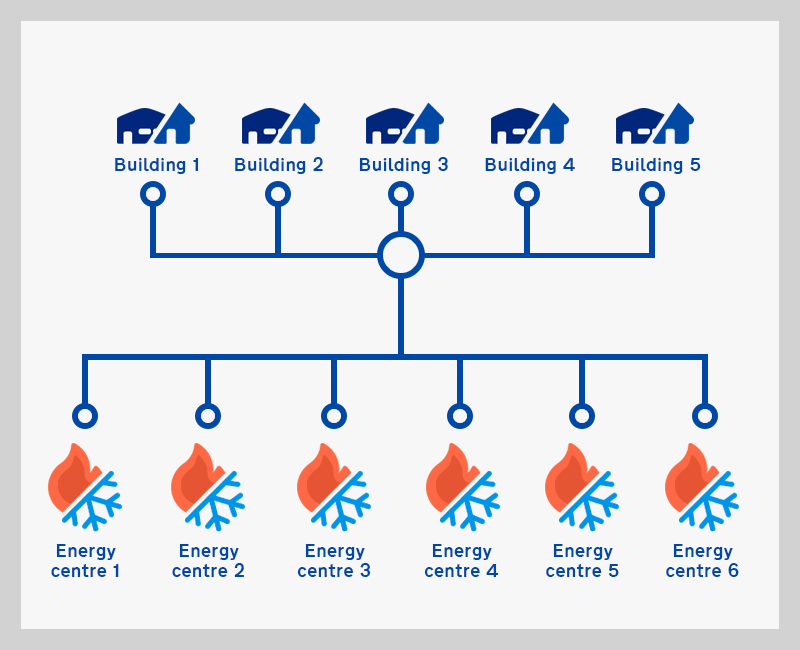 Building 1
Building 2
Building 3
Building 4
Building 5
Energy
centre 1
Energy
centre 2
Energy
centre 3
Energy
centre 4
Energy
centre 5
Energy
centre 6